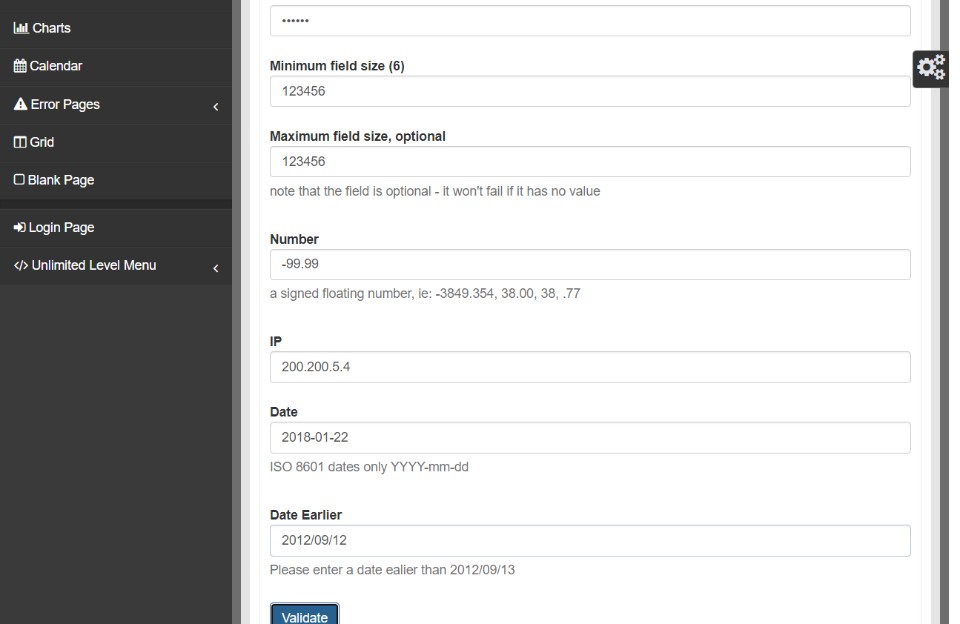 Charts
Calendar
Error Pages
Grid
Blank Page
Login Page
Unlimited Level Menu
••••••
Minimum field size (6)
123456
Maximum field size, optional
123456
note that the field is optional - it won't fail if it has no value
Number
-99.99
a signed floating number, ie: -3849.354, 38.00, 38, .77
IP
200.200.5.4
Date
2018-01-22
ISO 8601 dates only YYYY-mm-dd
Date Earlier
2012/09/12
Please enter a date ealier than 2012/09/13
Validate